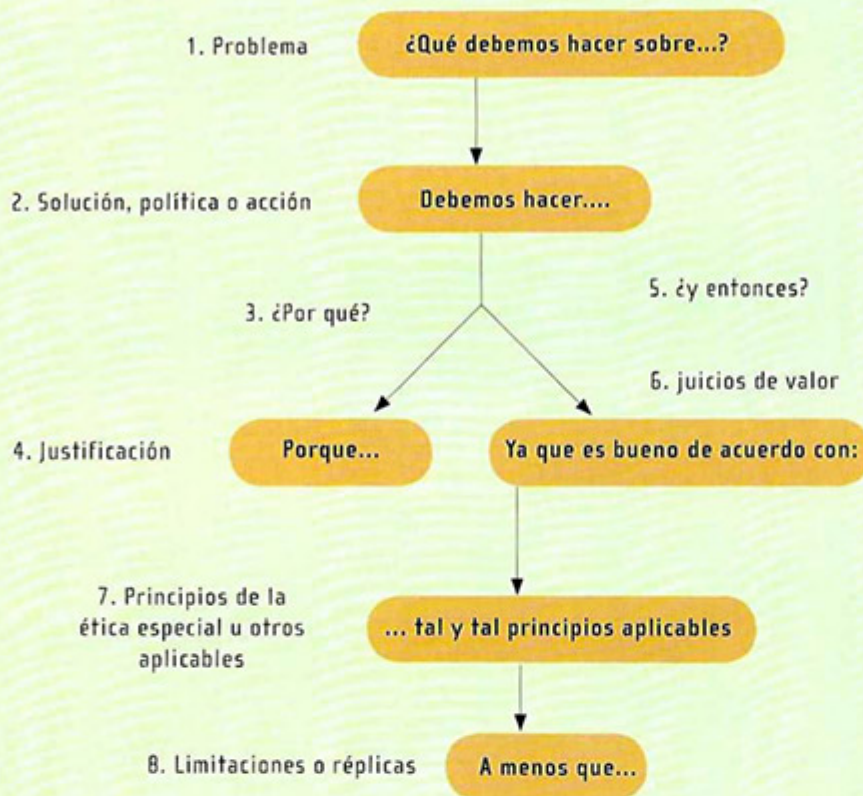 1. Problema
¿Qué debemos hacer sobre...?
2. Solución, política o acción
Debemos hacer....
3. ¿Por qué?
5. ¿y entonces?
6. juicios de valor
4. Justificación
Porque...
Ya que es bueno de acuerdo con:
7. Principios de la
ética especial u otros
aplicables
... tal y tal principios aplicables
8. Limitaciones o réplicas
A menos que...